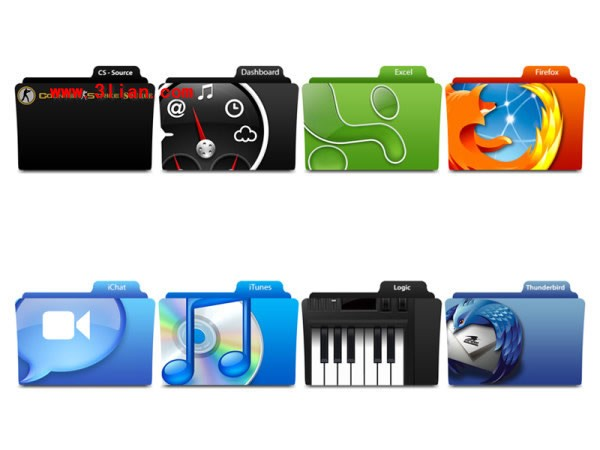 CS - Source
Dashboard
Excel
Firefox
www.3lian.com
@
iChat
iTunes
Logic
Thunderbird